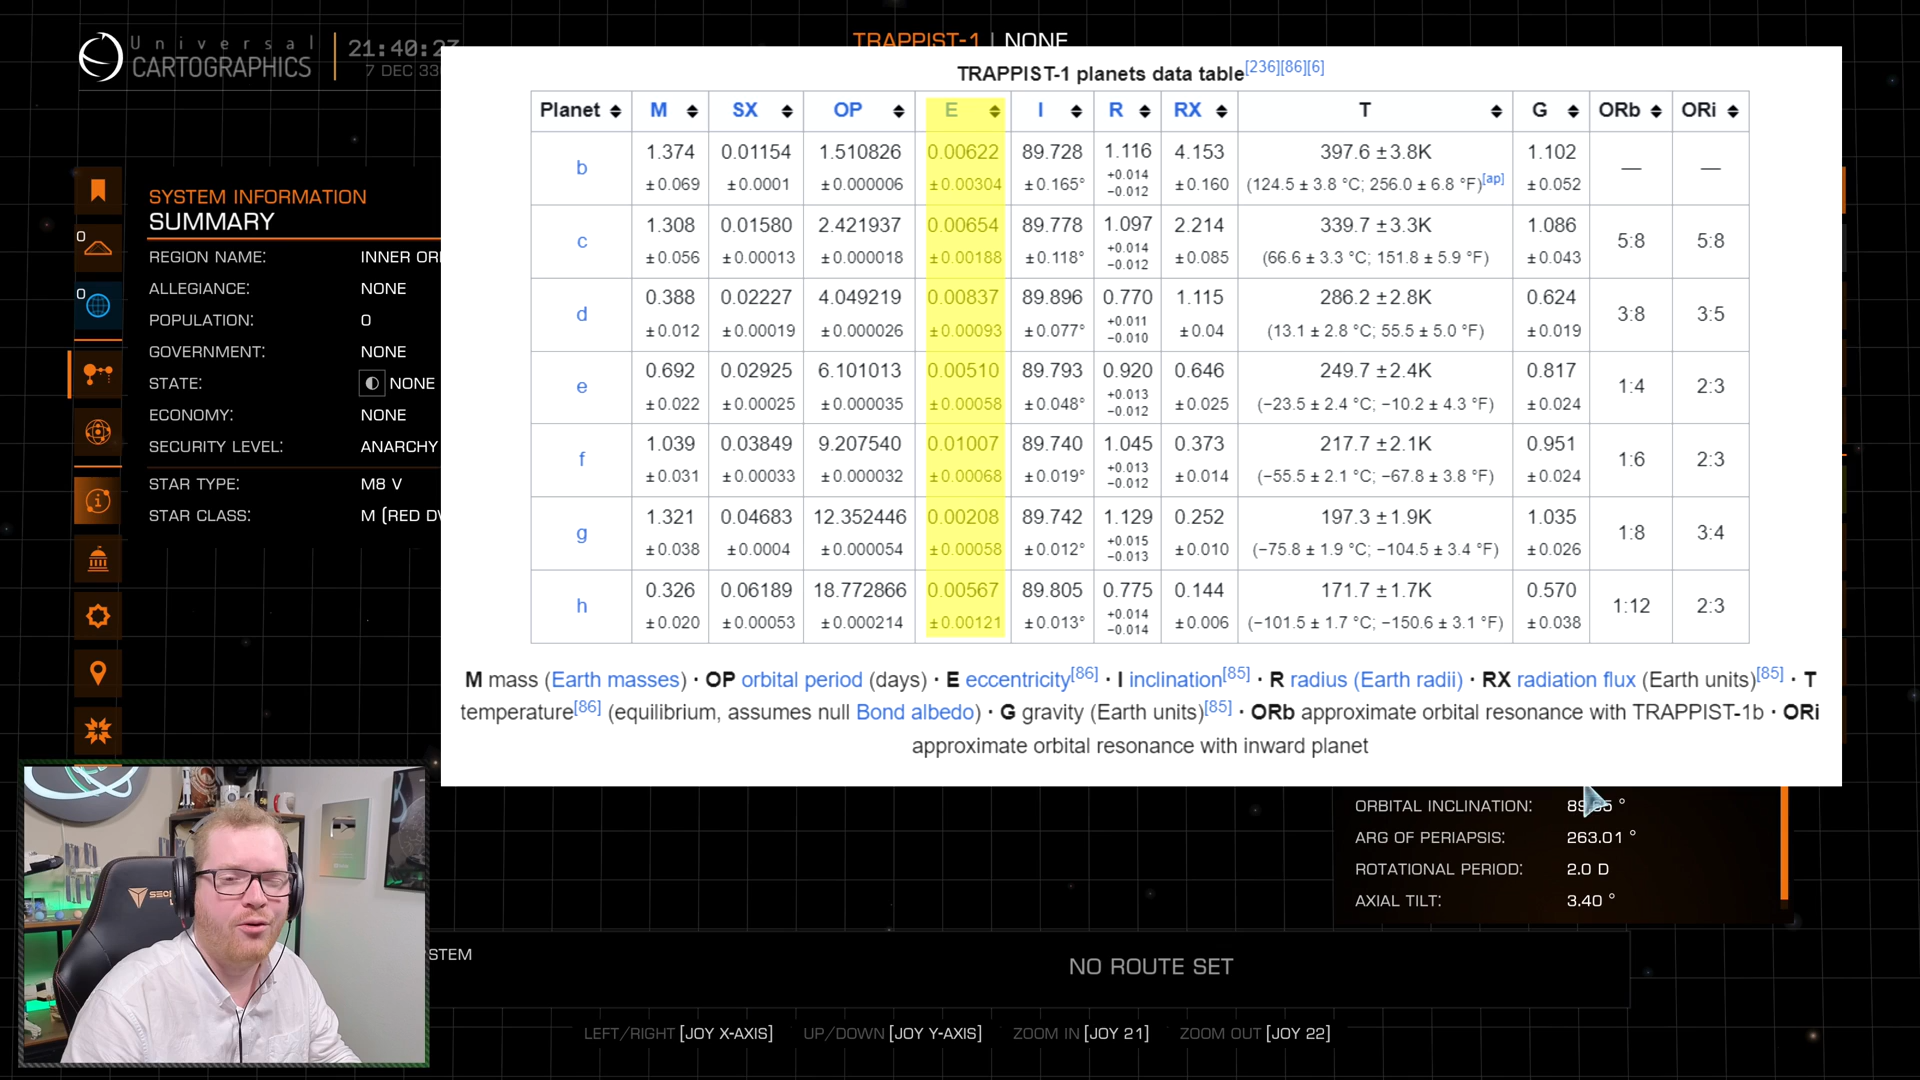 Universal
CARTOGRAPHICS
21:40:27
7 DEC 33
TRAPPIST-1 | NONE
SYSTEM INFORMATION
SUMMARY
REGION NAME: INNER OR
ALLEGIANCE: NONE
POPULATION: 0
GOVERNMENT: NONE
STATE: NONE
ECONOMY: NONE
SECURITY LEVEL: ANARCHY
STAR TYPE: M8 V
STAR CLASS: M (RED D
0
0
TRAPPIST-1 planets data table[236][86][6]
Planet M SX OP E I R RX T G ORb ORi
b 1.374 ±0.069 0.01154 ±0.0001 1.510826 ±0.000006 0.00622 ±0.00304 89.728 ±0.165° 1.116 +0.014 −0.012 4.153 ±0.160 397.6 ±3.8K (124.5 ± 3.8 °C; 256.0 ± 6.8 °F)[ap] 1.102 ±0.052 — —
c 1.308 ±0.056 0.01580 ±0.00013 2.421937 ±0.000018 0.00654 ±0.00188 89.778 ±0.118° 1.097 +0.014 −0.012 2.214 ±0.085 339.7 ±3.3K (66.6 ± 3.3 °C; 151.8 ± 5.9 °F) 1.086 ±0.043 5:8 5:8
d 0.388 ±0.012 0.02227 ±0.00019 4.049219 ±0.000026 0.00837 ±0.00093 89.896 ±0.077° 0.770 +0.011 −0.010 1.115 ±0.04 286.2 ±2.8K (13.1 ± 2.8 °C; 55.5 ± 5.0 °F) 0.624 ±0.019 3:8 3:5
e 0.692 ±0.022 0.02925 ±0.00025 6.101013 ±0.000035 0.00510 ±0.00058 89.793 ±0.048° 0.920 +0.013 −0.012 0.646 ±0.025 249.7 ±2.4K (−23.5 ± 2.4 °C; −10.2 ± 4.3 °F) 0.817 ±0.024 1:4 2:3
f 1.039 ±0.031 0.03849 ±0.00033 9.207540 ±0.000032 0.01007 ±0.00068 89.740 ±0.019° 1.045 +0.013 −0.012 0.373 ±0.014 217.7 ±2.1K (−55.5 ± 2.1 °C; −67.8 ± 3.8 °F) 0.951 ±0.024 1:6 2:3
g 1.321 ±0.038 0.04683 ±0.0004 12.352446 ±0.000054 0.00208 ±0.00058 89.742 ±0.012° 1.129 +0.015 −0.013 0.252 ±0.010 197.3 ±1.9K (−75.8 ± 1.9 °C; −104.5 ± 3.4 °F) 1.035 ±0.026 1:8 3:4
h 0.326 ±0.020 0.06189 ±0.00053 18.772866 ±0.000214 0.00567 ±0.00121 89.805 ±0.013° 0.775 +0.014 −0.014 0.144 ±0.006 171.7 ±1.7K (−101.5 ± 1.7 °C; −150.6 ± 3.1 °F) 0.570 ±0.038 1:12 2:3
M mass (Earth masses) · OP orbital period (days) · E eccentricity[86] · I inclination[85] · R radius (Earth radii) · RX radiation flux (Earth units)[85] · T
temperature[86] (equilibrium, assumes null Bond albedo) · G gravity (Earth units)[85] · ORb approximate orbital resonance with TRAPPIST-1b · ORi
approximate orbital resonance with inward planet
ORBITAL INCLINATION: 89.65 °
ARG OF PERIAPSIS: 263.01 °
ROTATIONAL PERIOD: 2.0 D
AXIAL TILT: 3.40 °
STEM
NO ROUTE SET
LEFT/RIGHT [JOY X-AXIS] UP/DOWN [JOY Y-AXIS] ZOOM IN [JOY 21] ZOOM OUT [JOY 22]